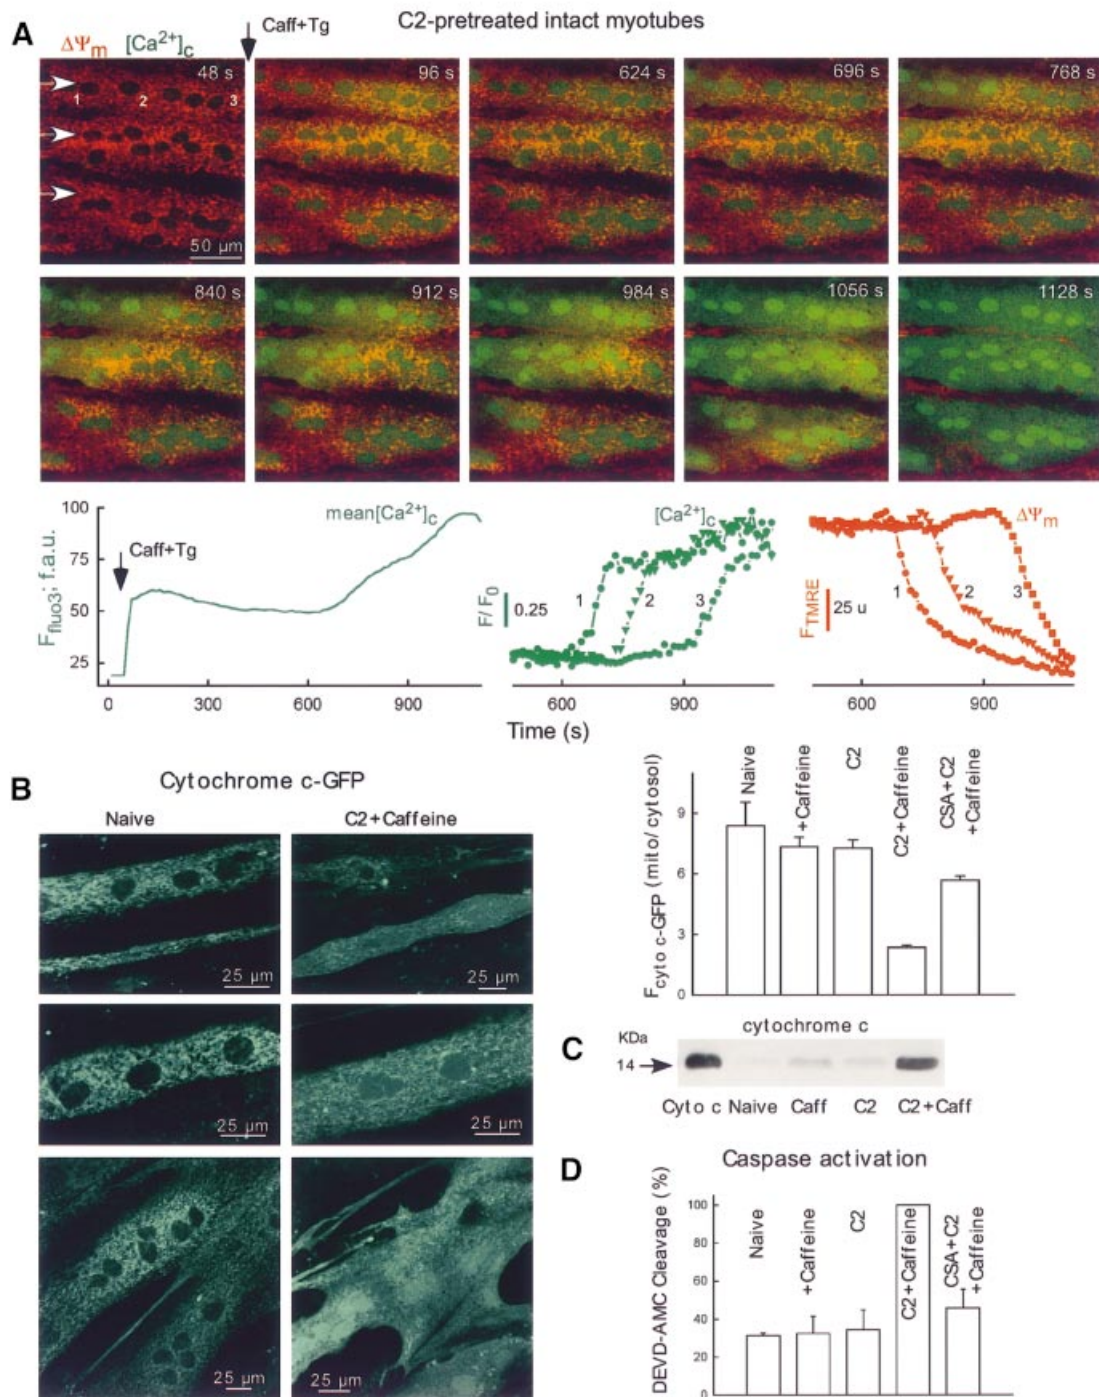 C2-pretreated intact myotubes
A
Caff+Tg
ΔΨm [Ca2+]c
48 s
96 s
624 s
696 s
768 s
1 2 3
50 μm
840 s
912 s
984 s
1056 s
1128 s
100
75
50
25
Ffluo3; f.a.u.
Caff+Tg
mean[Ca2+]c
0 300 600 900
F/F0
0.25
[Ca2+]c
1 2 3
600 900
FTMRE
25 u
ΔΨm
1 2 3
600 900
Time (s)
B
Cytochrome c-GFP
Naive
C2+Caffeine
25 μm
25 μm
25 μm
25 μm
25 μm
25 μm
Fcyto c-GFP (mito/cytosol)
9
6
3
0
Naive
+Caffeine
C2
C2+Caffeine
CSA+C2
+Caffeine
C
cytochrome c
KDa
14
Cyto c Naive Caff C2 C2+Caff
D
Caspase activation
DEVD-AMC Cleavage (%)
100
80
60
40
20
0
Naive
+Caffeine
C2
C2+Caffeine
CSA+C2
+Caffeine